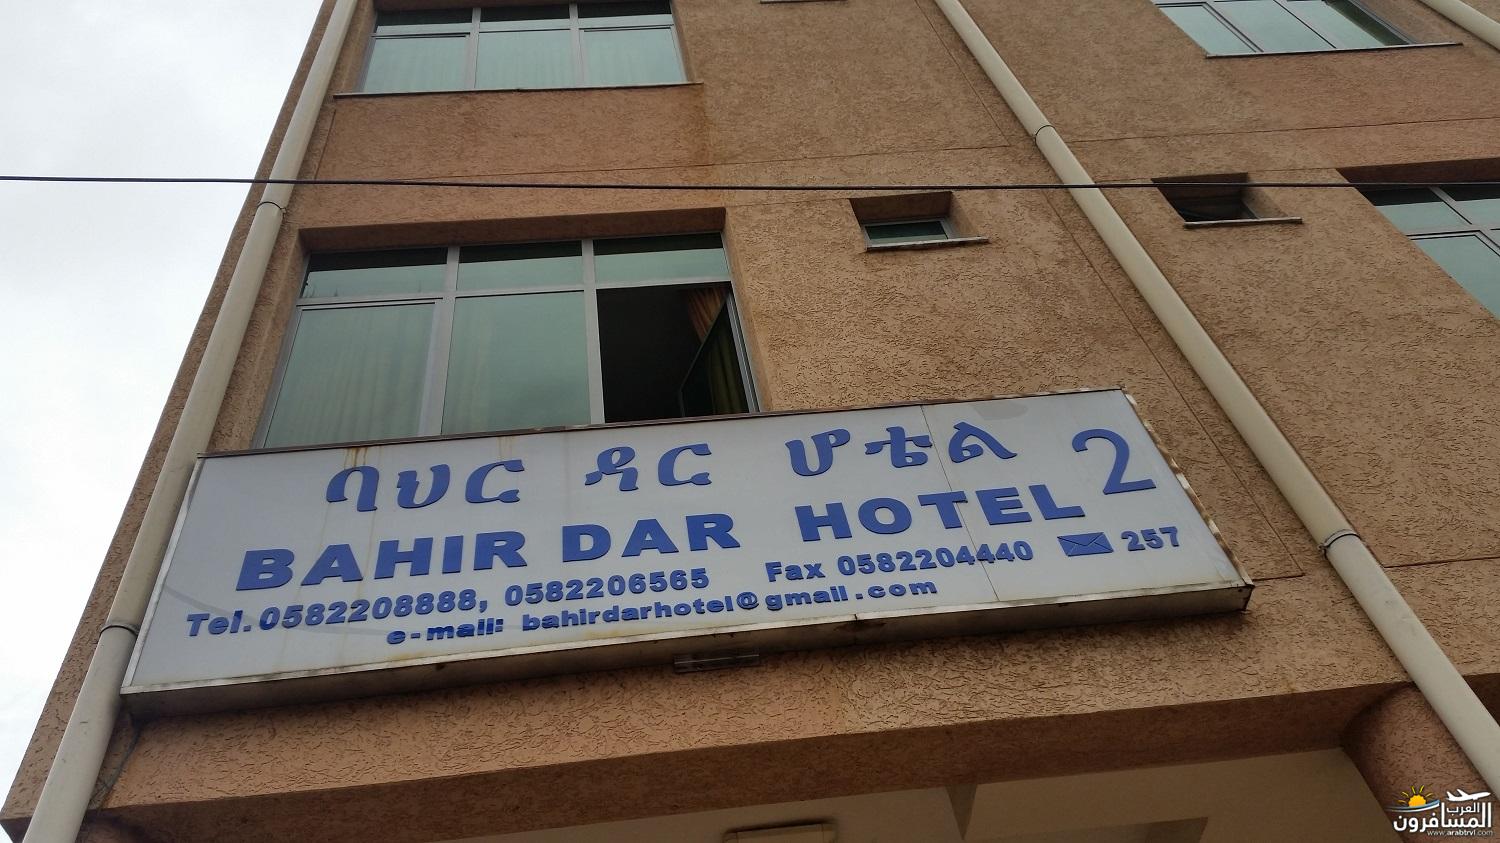 ባህር ዳር ሆቴል 2
BAHIR DAR HOTEL
Tel. 0582208888, 0582206565 Fax 0582204440 257
e-mail: bahirdarhotel@gmail.com
المسافرون
العرب
www.arabtrvl.com